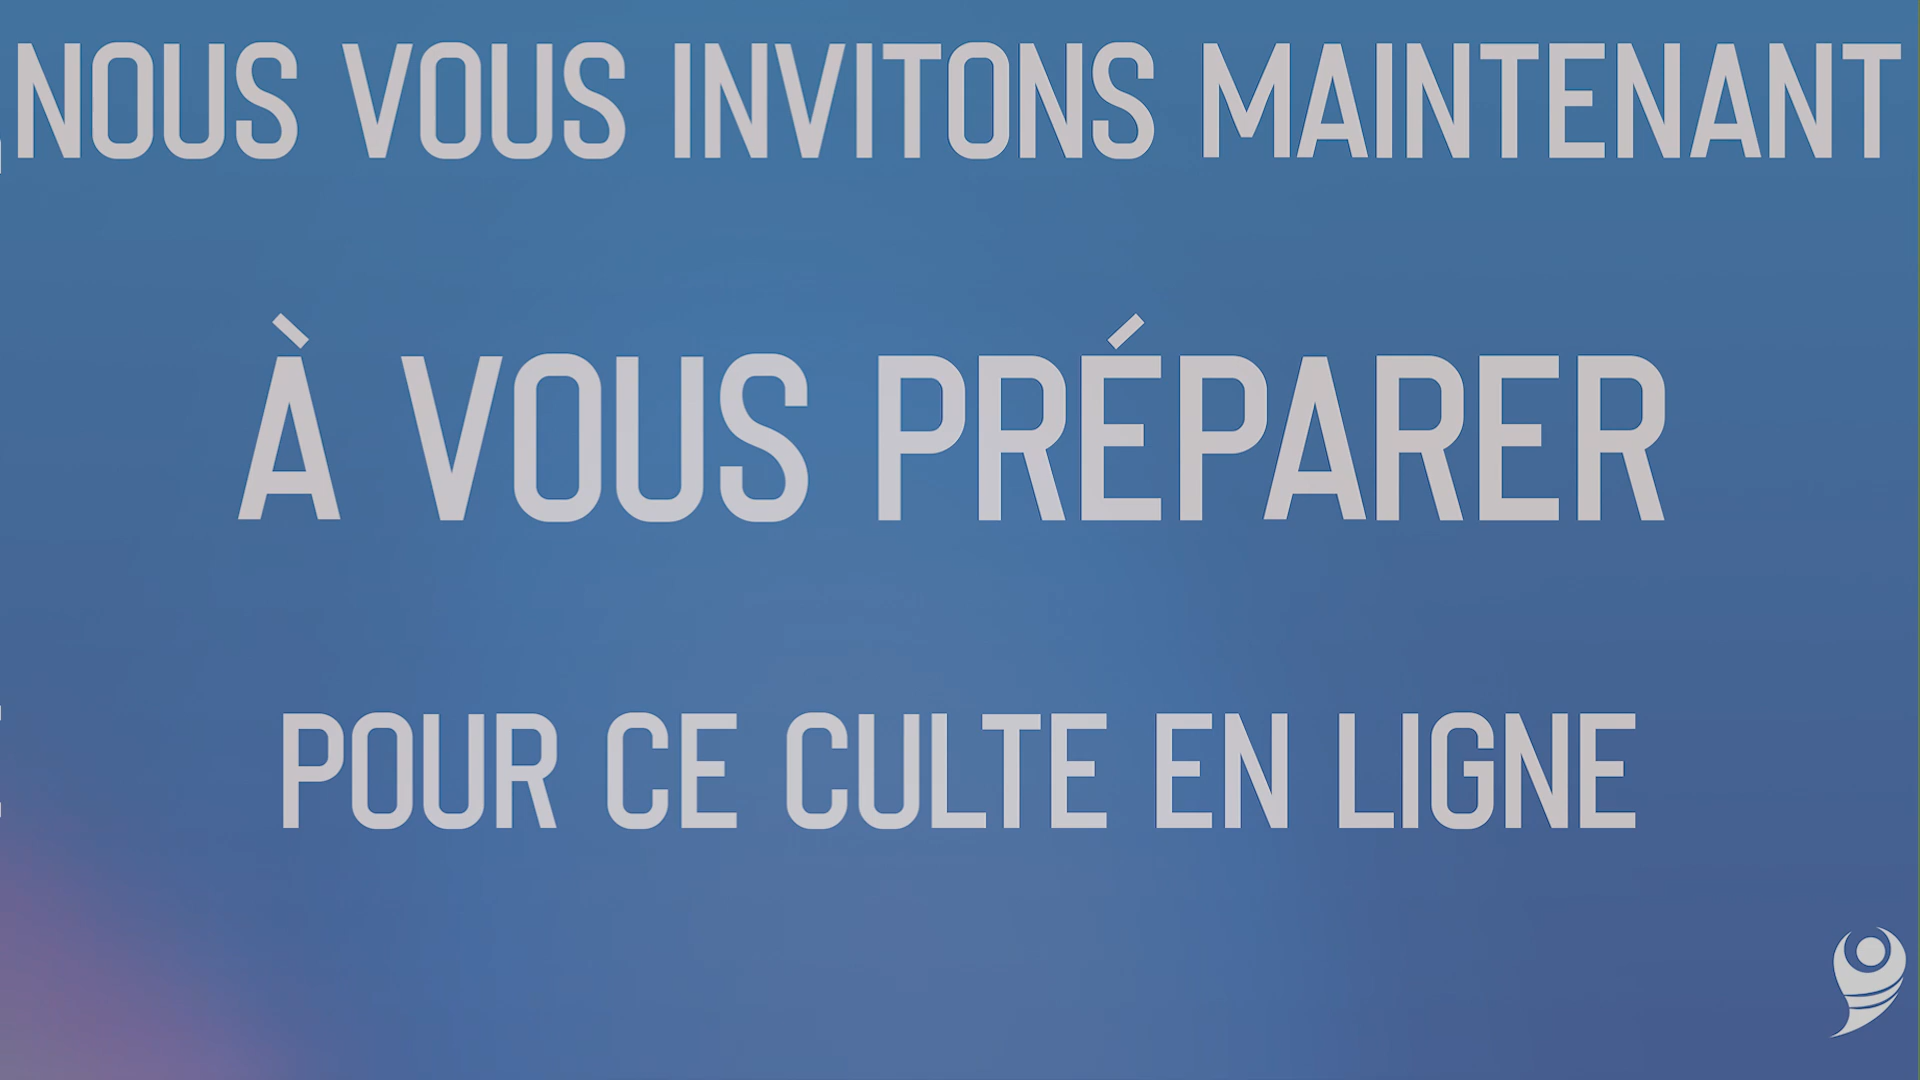 NOUS VOUS INVITONS MAINTENANT
À VOUS PRÉPARER
POUR CE CULTE EN LIGNE